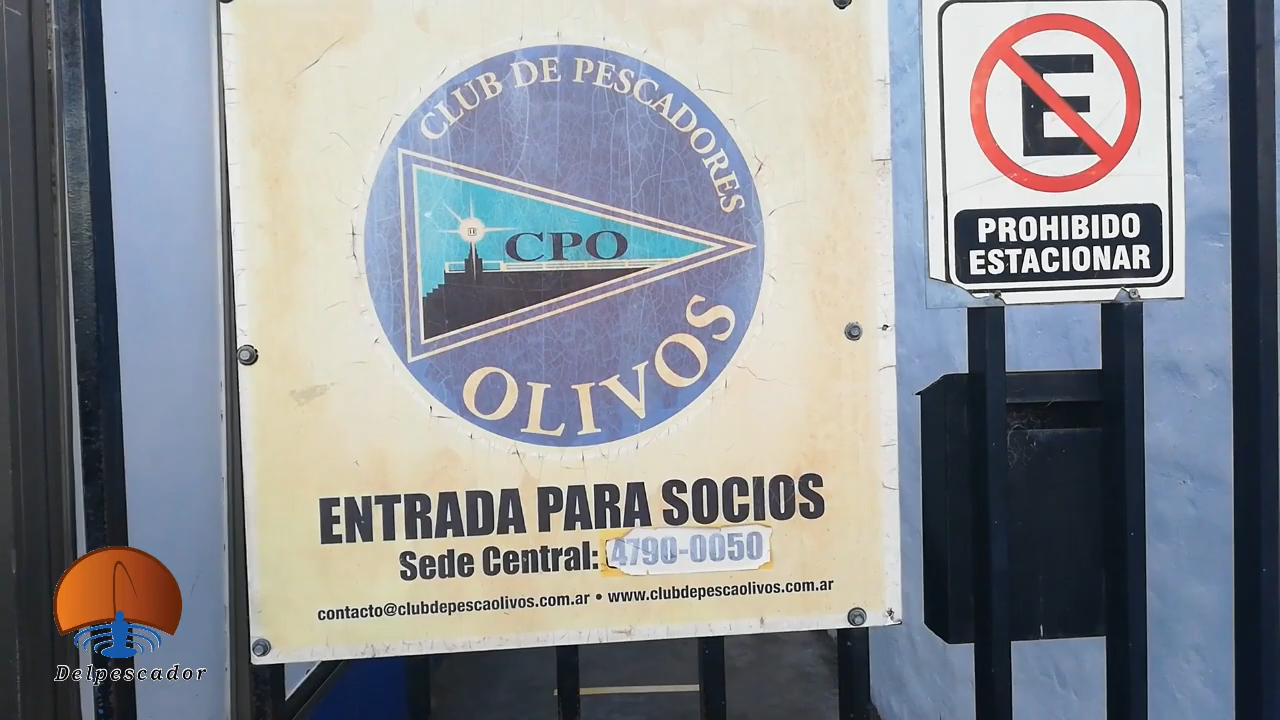 CLUB DE PESCADORES
CPO
OLIVOS
ENTRADA PARA SOCIOS
Sede Central: 4790-0050
contacto@clubdepescaolivos.com.ar • www.clubdepescaolivos.com.ar
E
PROHIBIDO
ESTACIONAR
Delpescador